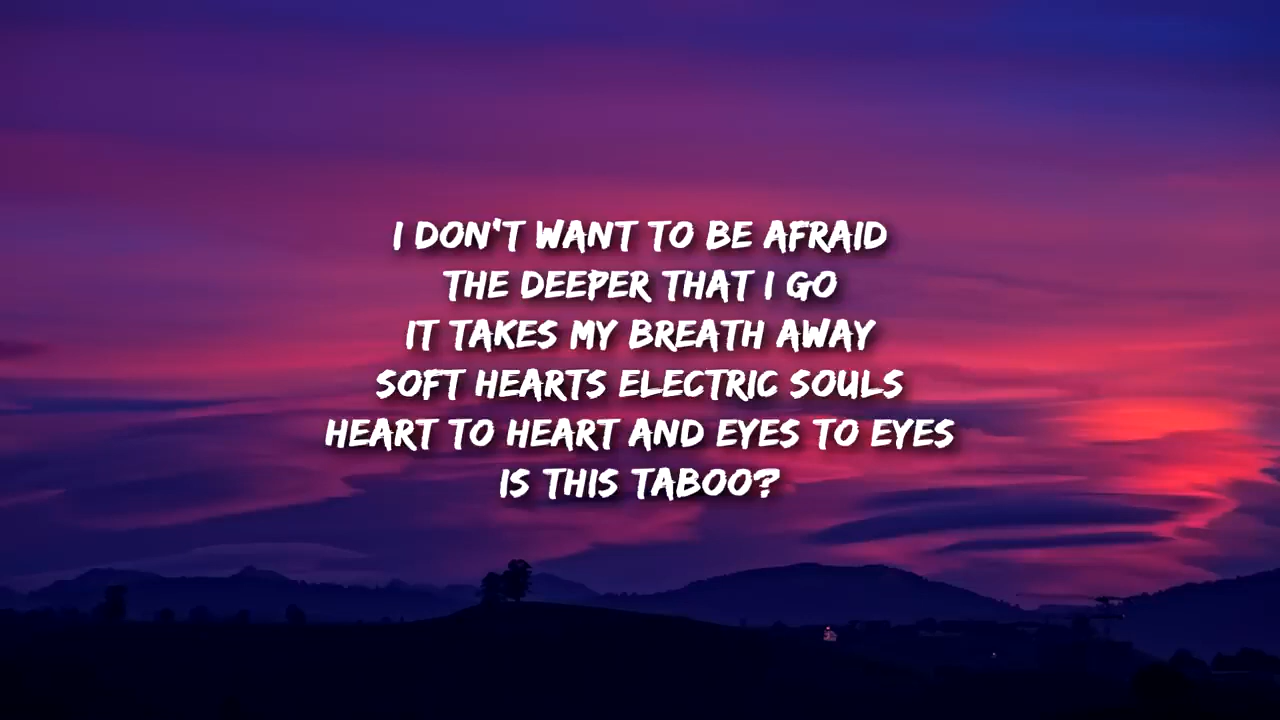 I DON'T WANT TO BE AFRAID
THE DEEPER THAT I GO
IT TAKES MY BREATH AWAY
SOFT HEARTS ELECTRIC SOULS
HEART TO HEART AND EYES TO EYES
IS THIS TABOO?